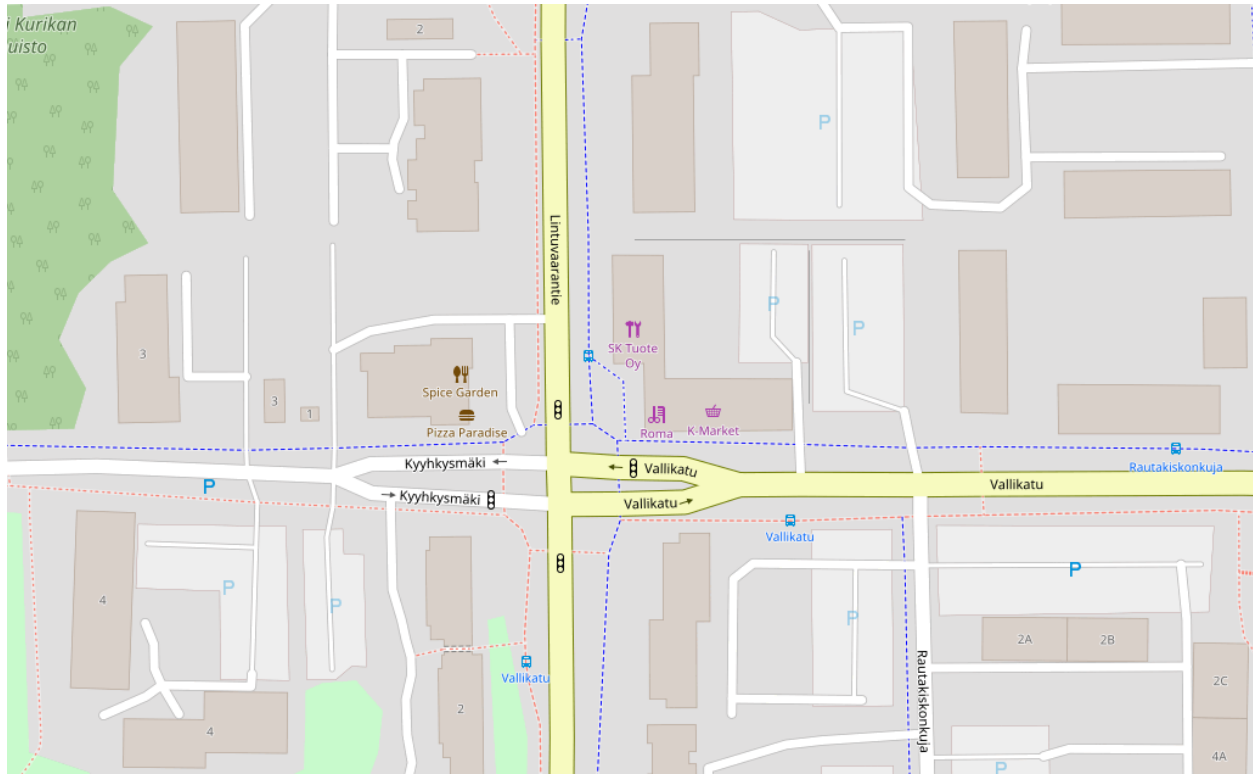 i Kurikan
uisto
2
P
Lintuvaarantie
P
P
SK Tuote
Oy
3
Spice Garden
3
1
Pizza Paradise
Roma
K-Market
Rautakiskonkuja
Kyyhkysmäki
Vallikatu
P
Kyyhkysmäki
Vallikatu
Vallikatu
Vallikatu
P
P
P
4
P
P
2A
2B
Vallikatu
Rautakiskonkuja
2C
2
4
4A
P